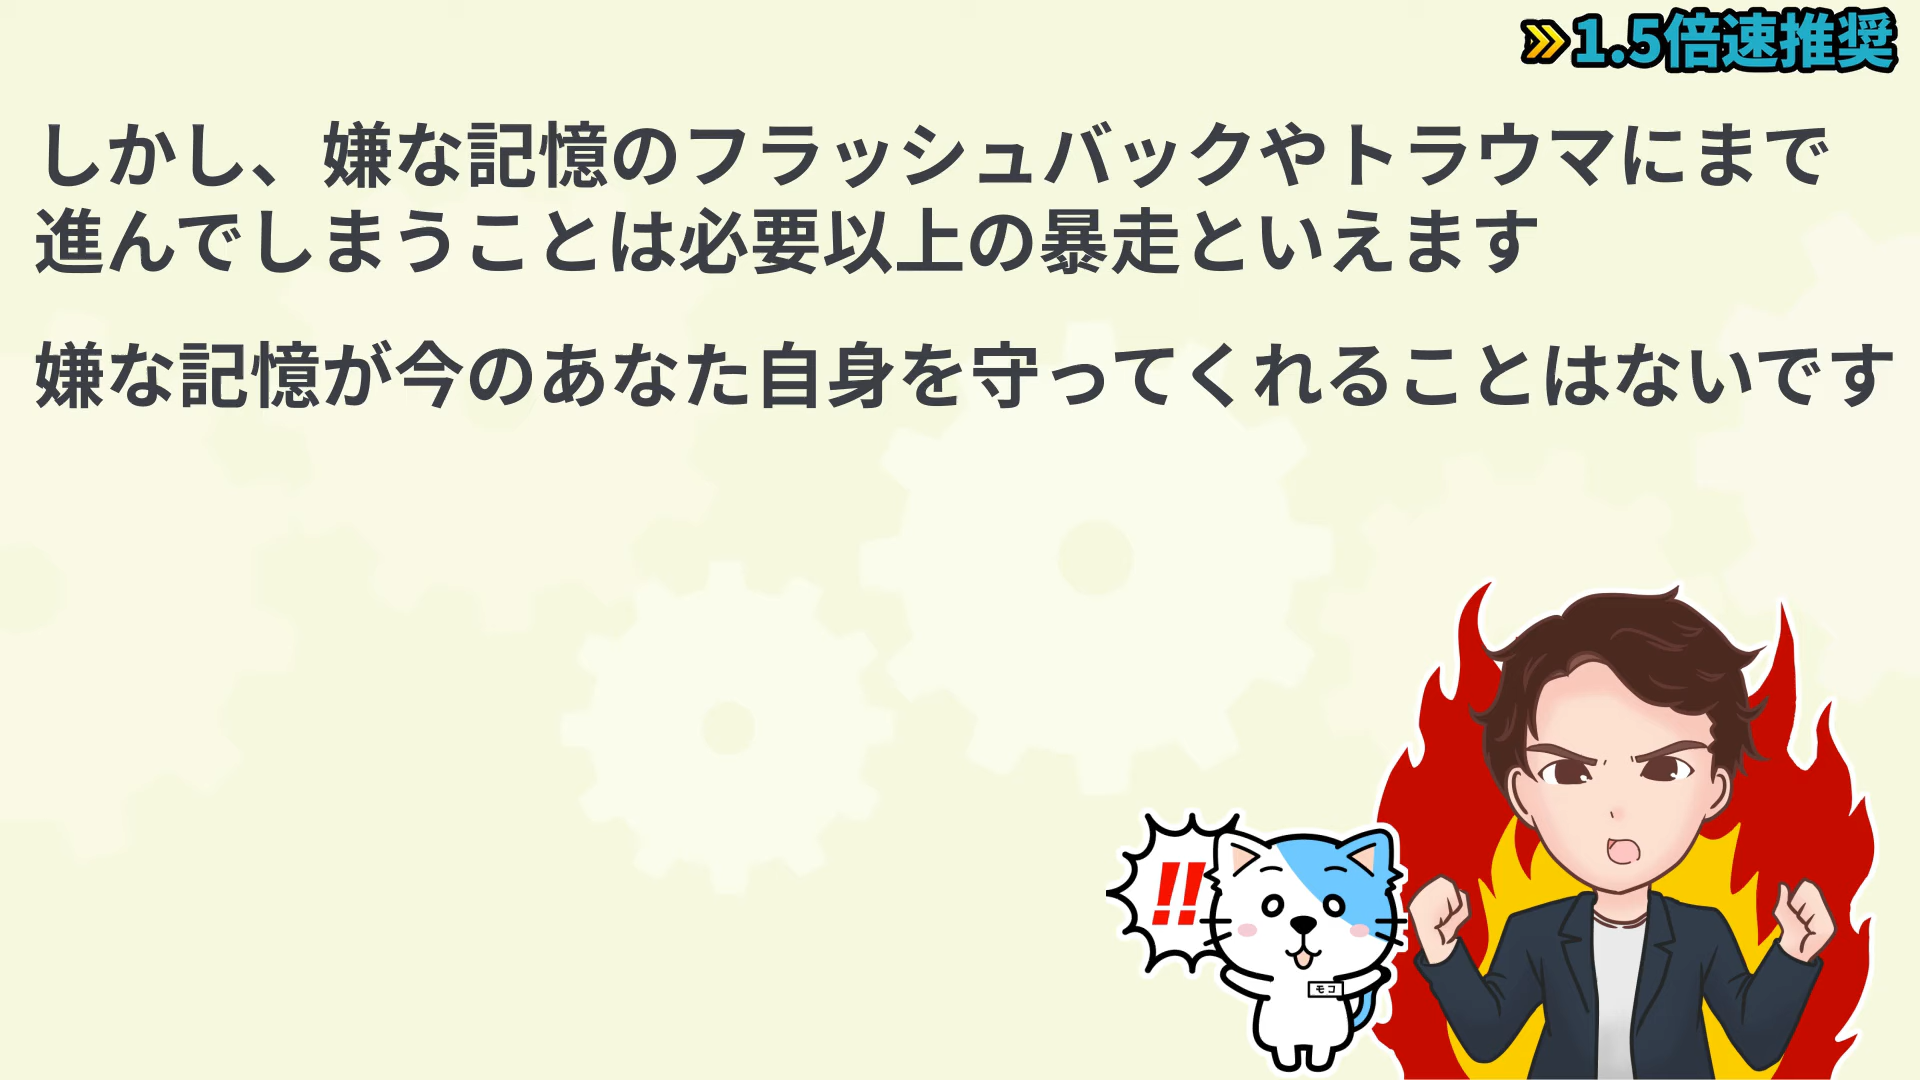 1.5倍速推奨
しかし、嫌な記憶のフラッシュバックやトラウマにまで
進んでしまうことは必要以上の暴走といえます
嫌な記憶が今のあなた自身を守ってくれることはないです
!!
モコ